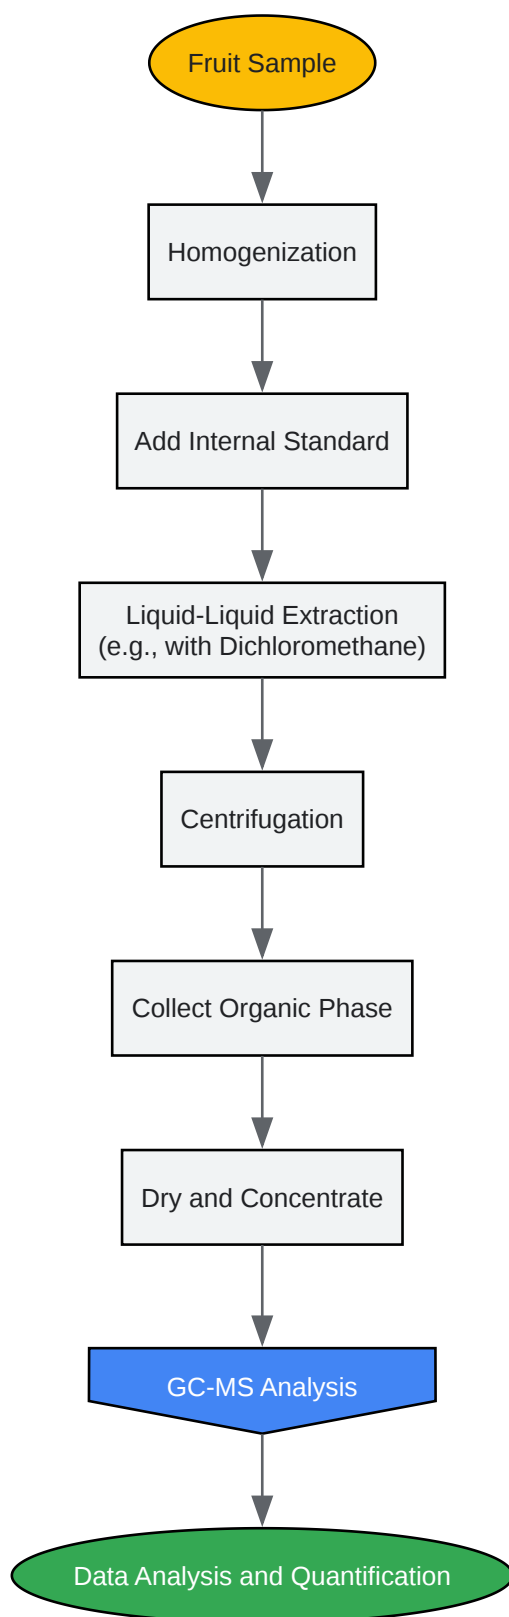 Fruit Sample
Homogenization
Add Internal Standard
Liquid-Liquid Extraction
(e.g., with Dichloromethane)
Centrifugation
Collect Organic Phase
Dry and Concentrate
GC-MS Analysis
Data Analysis and Quantification